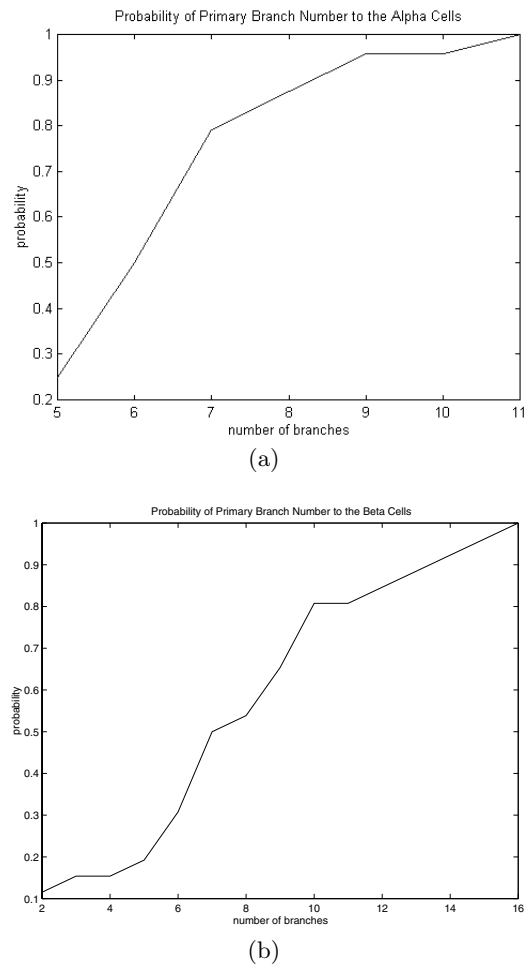 Probability of Primary Branch Number to the Alpha Cells
1
0.9
0.8
0.7
0.6
0.5
0.4
0.3
0.2
probability
5 6 7 8 9 10 11
number of branches
(a)
Probability of Primary Branch Number to the Beta Cells
1
0.9
0.8
0.7
0.6
0.5
0.4
0.3
0.2
0.1
probability
2 4 6 8 10 12 14 16
number of branches
(b)